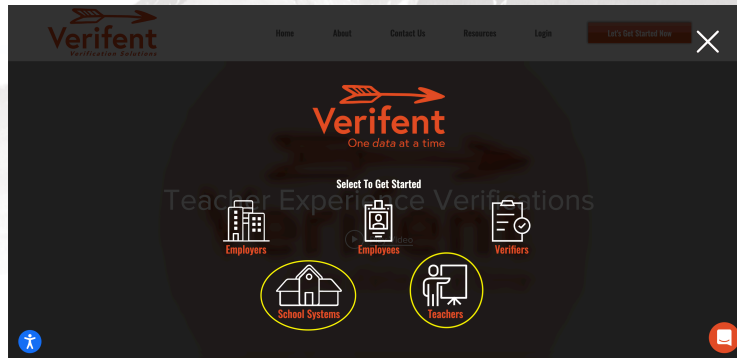 Verifent
Verification Solutions
Home About Contact Us Resources Login Let's Get Started Now
Verifent
One data at a time
Select To Get Started
Teacher Experience Verifications
Employers Employees Verifiers
School Systems Teachers